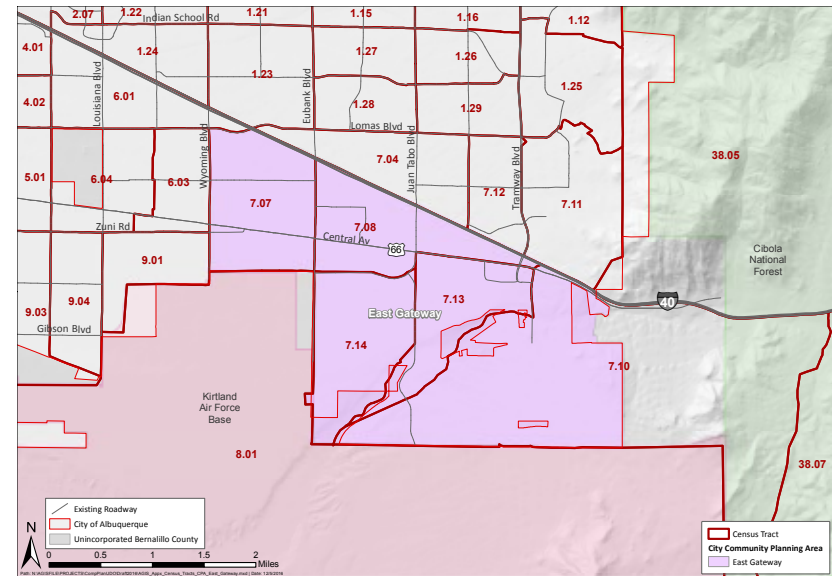 2.07
1.22
Indian School Rd
1.21
1.15
1.16
1.12
4.01
1.24
1.27
1.26
1.23
1.25
4.02
6.01
Louisiana Blvd
Eubank Blvd
1.28
1.29
Lomas Blvd
Wyoming Blvd
7.04
Juan Tabo Blvd
Tramway Blvd
38.05
5.01
6.04
6.03
7.07
7.12
7.11
Zuni Rd
7.08
Central Av
66
9.01
Cibola
National
Forest
9.03
9.04
Gibson Blvd
7.13
East Gateway
40
7.14
7.10
Kirtland
Air Force
Base
8.01
38.07
Existing Roadway
City of Albuquerque
Unincorporated Bernalillo County
N
0 0.5 1 1.5 2
Miles
Census Tract
City Community Planning Area
East Gateway